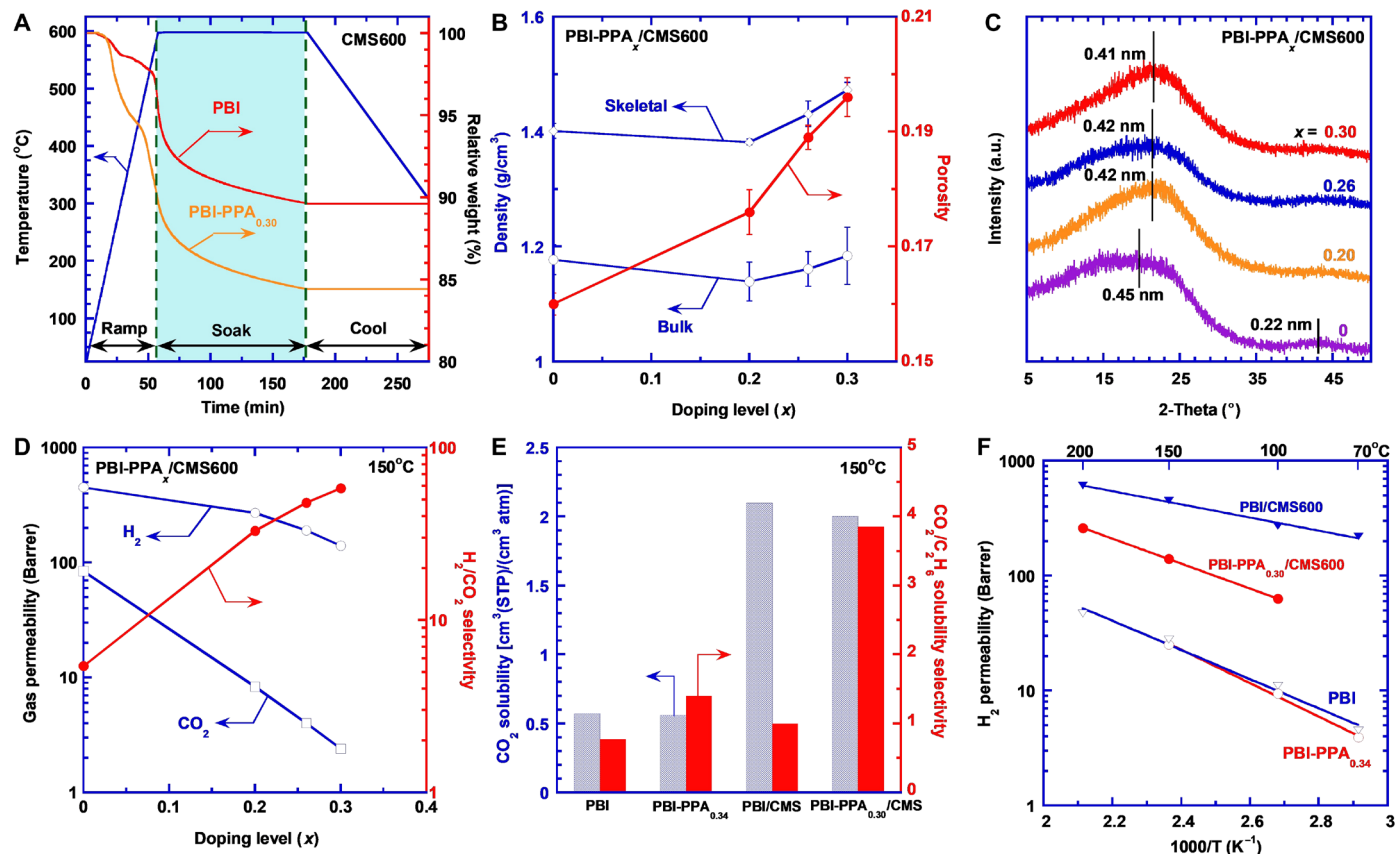 A
Temperature (°C)
600
550
500
450
400
350
300
250
200
150
100
CMS600
PBI
PBI-PPA0.30
Ramp
Soak
Cool
100
95
90
85
80
Relative weight (%)
0
50
100
150
200
250
Time (min)
B
PBI-PPAx/CMS600
Density (g/cm3)
1.6
1.4
1.2
1
Skeletal
Bulk
0.21
0.19
0.17
0.15
Porosity
0
0.1
0.2
0.3
Doping level (x)
C
PBI-PPAx/CMS600
Intensity (a.u.)
0.41 nm
x = 0.30
0.42 nm
0.26
0.42 nm
0.20
0.45 nm
0.22 nm
0
5
15
25
35
45
2-Theta (°)
D
PBI-PPAx/CMS600
150°C
Gas permeability (Barrer)
1000
100
10
1
H2
CO2
100
10
1
H2/CO2 selectivity
0
0.1
0.2
0.3
0.4
Doping level (x)
E
150°C
CO2 solubility [cm3(STP)/(cm3 atm)]
2.5
2
1.5
1
0.5
0
5
4
3
2
1
0
CO2/C2H6 solubility selectivity
PBI
PBI-PPA0.34
PBI/CMS
PBI-PPA0.30/CMS
F
200
150
100
70°C
H2 permeability (Barrer)
1000
100
10
1
PBI/CMS600
PBI-PPA0.30/CMS600
PBI
PBI-PPA0.34
2
2.2
2.4
2.6
2.8
3
1000/T (K−1)